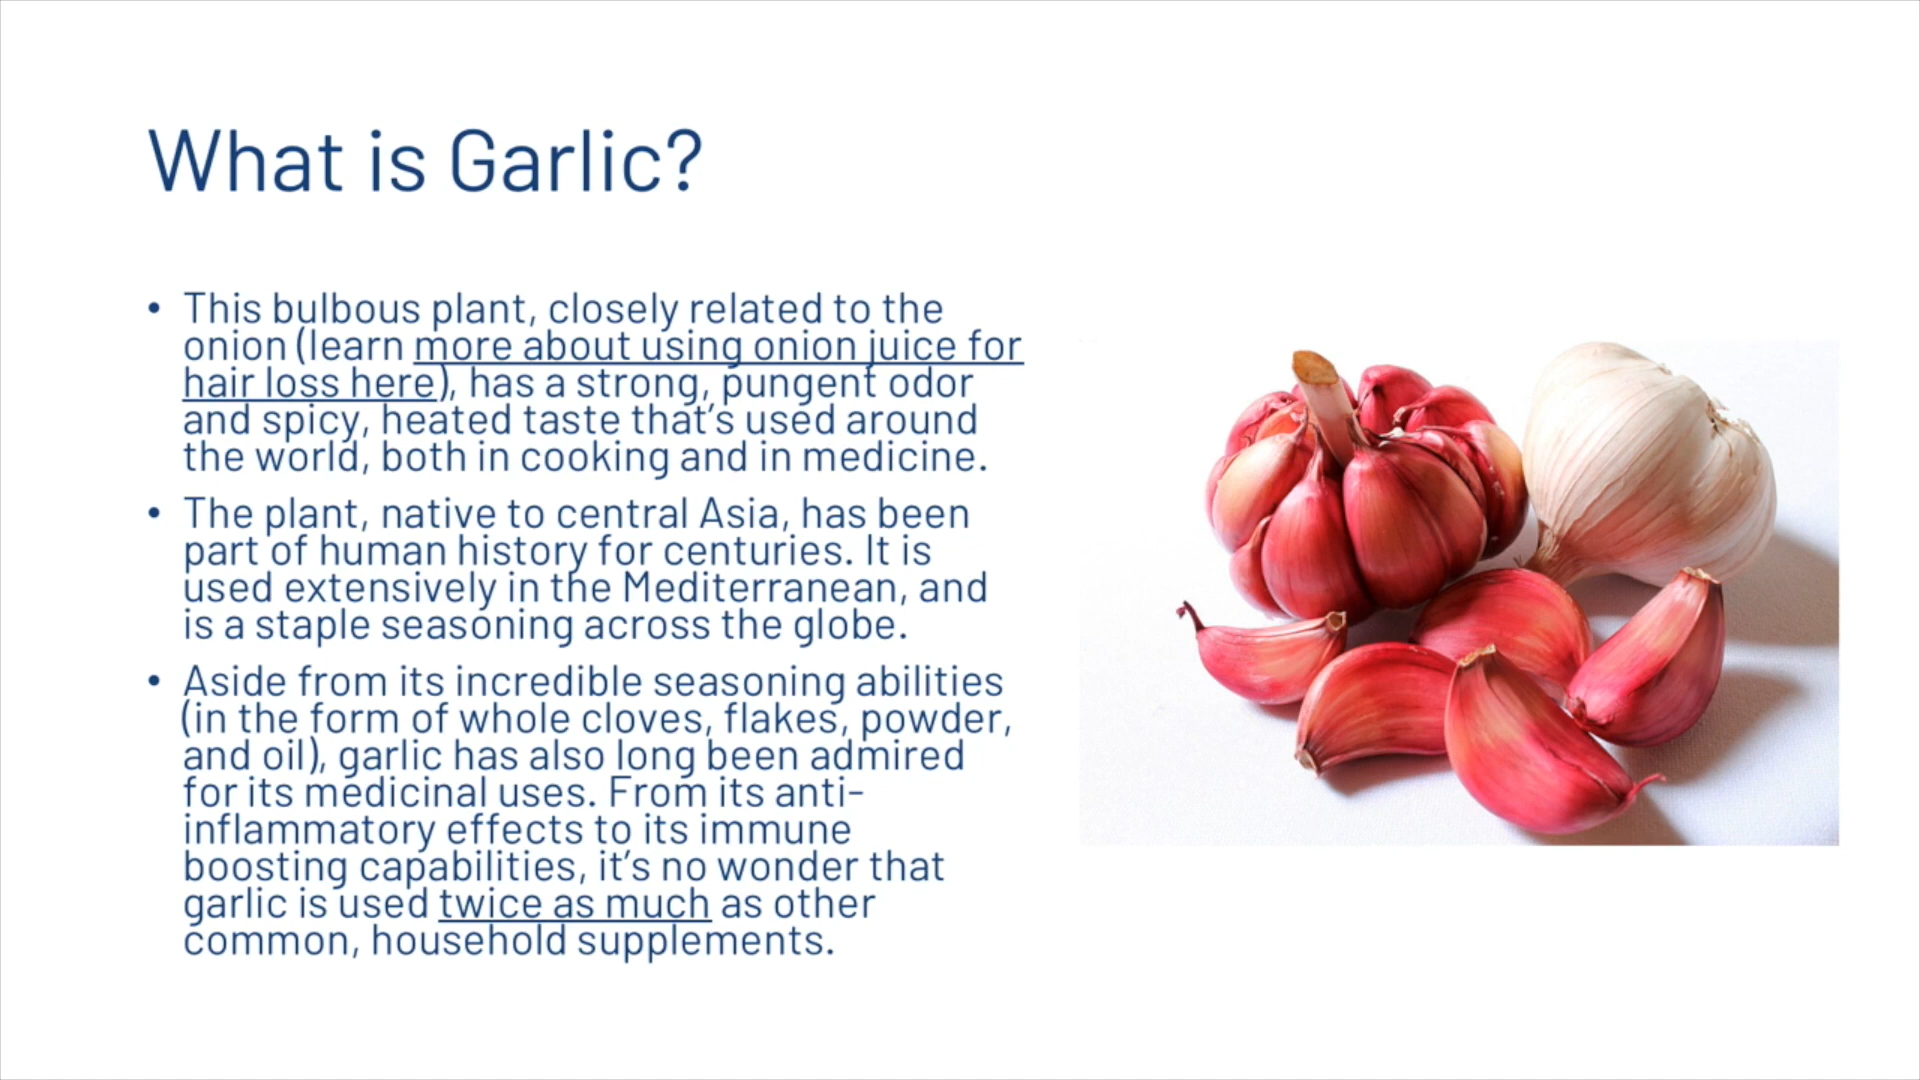 What is Garlic?
• This bulbous plant, closely related to the
onion (learn more about using onion juice for
hair loss here), has a strong, pungent odor
and spicy, heated taste that’s used around
the world, both in cooking and in medicine.
• The plant, native to central Asia, has been
part of human history for centuries. It is
used extensively in the Mediterranean, and
is a staple seasoning across the globe.
• Aside from its incredible seasoning abilities
(in the form of whole cloves, flakes, powder,
and oil), garlic has also long been admired
for its medicinal uses. From its anti-
inflammatory effects to its immune
boosting capabilities, it’s no wonder that
garlic is used twice as much as other
common, household supplements.